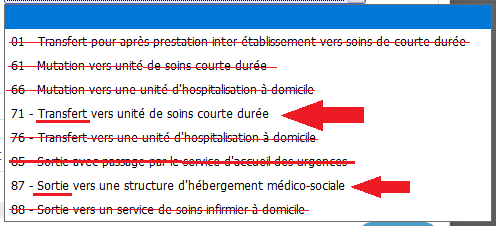 01 - Transfert pour après prestation inter-établissement vers soins de courte durée
61 - Mutation vers unité de soins courte durée
66 - Mutation vers une unité d'hospitalisation à domicile
71 - Transfert vers unité de soins courte durée
76 - Transfert vers une unité d'hospitalisation à domicile
85 - Sortie avec passage par le service d'accueil des urgences
87 - Sortie vers une structure d'hébergement médico-sociale
88 - Sortie vers un service de soins infirmier à domicile